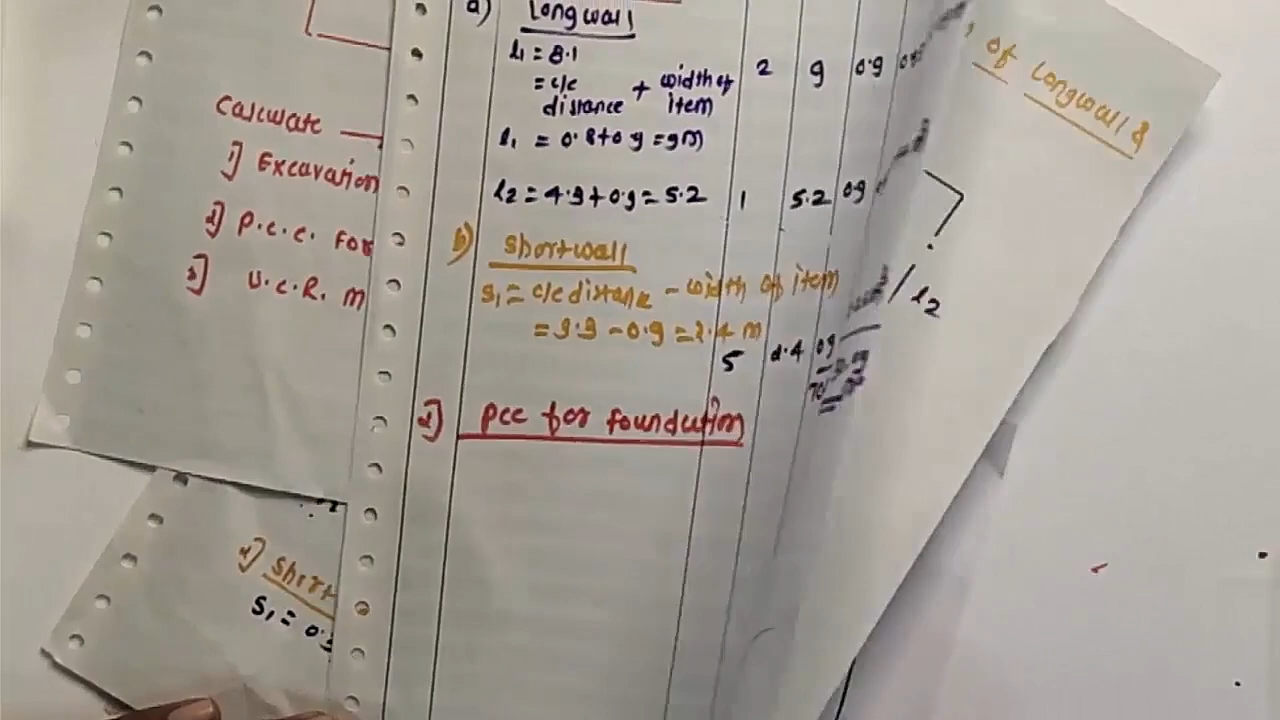 a) Longwall
l1 = 8.1
= c/c distance + width of item
2 9 0.9
l1 = 0.8+0.9 = 9m
l2 = 4.3+0.9 = 5.2 1 5.2 0.9
b) shortwall
s1 = c/c distance - width of item
= 3.3 - 0.9 = 2.4 m
5 2.4 0.9
2) pcc for foundation
calculate
1) Excavation
2) P.C.C. For
3) U.C.R. m
of Longwall &
?
/ l2
2) Short
S1 = 0.3